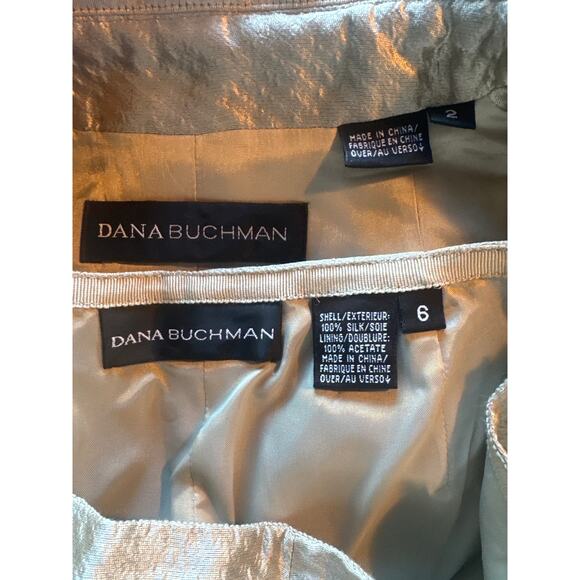 2
MADE IN CHINA/
FABRIQUE EN CHINE
OVER/AU VERSO↓
DANA BUCHMAN
DANA BUCHMAN
SHELL/EXTERIEUR:
100% SILK/SOIE
LINING/DOUBLURE:
100% ACETATE
MADE IN CHINA/
FABRIQUE EN CHINE
OVER/AU VERSO↓
6